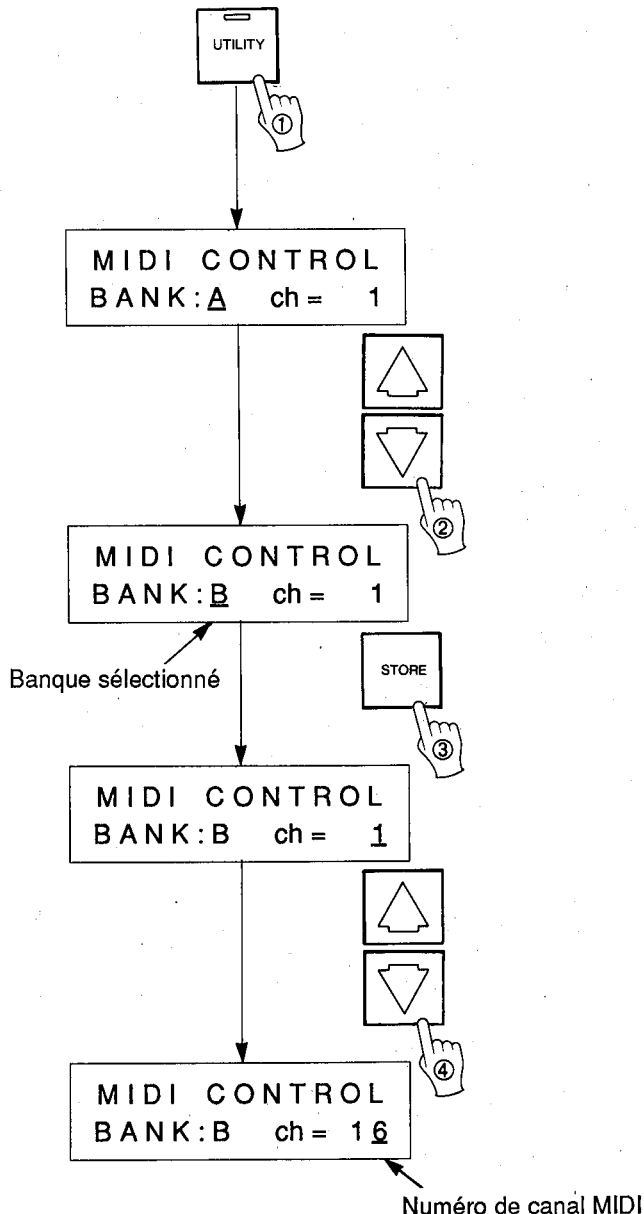 UTILITY
①
MIDI CONTROL
BANK:A ch= 1
②
MIDI CONTROL
BANK:B ch= 1
Banque sélectionné
STORE
③
MIDI CONTROL
BANK:B ch= 1
④
MIDI CONTROL
BANK:B ch= 16
Numéro de canal MIDI